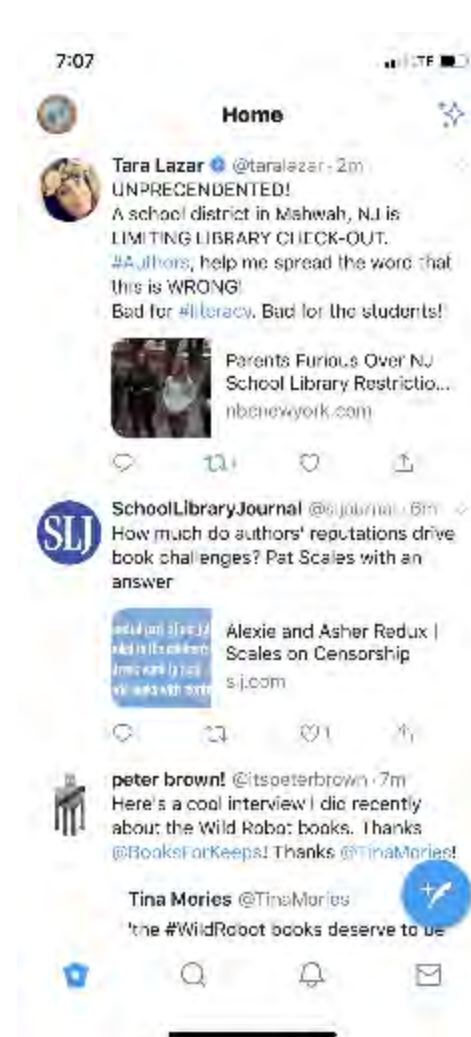 7:07
LTE
Home
Tara Lazar @taralazar · 2m
UNPRECENDENTED!
A school district in Mahwah, NJ is
LIMITING LIBRARY CHECK-OUT.
#Authors, help me spread the word that
this is WRONG!
Bad for #literacy. Bad for the students!
Parents Furious Over NJ
School Library Restrictio...
nbcnewyork.com
1
SLJ
SchoolLibraryJournal @sljournal · 6m
How much do authors' reputations drive
book challenges? Pat Scales with an
answer
Alexie and Asher Redux |
Scales on Censorship
slj.com
1
peter brown! @itspeterbrown · 7m
Here's a cool interview I did recently
about the Wild Robot books. Thanks
@BooksForKeeps! Thanks @TinaMories!
Tina Mories @TinaMories
'the #WildRobot books deserve to be